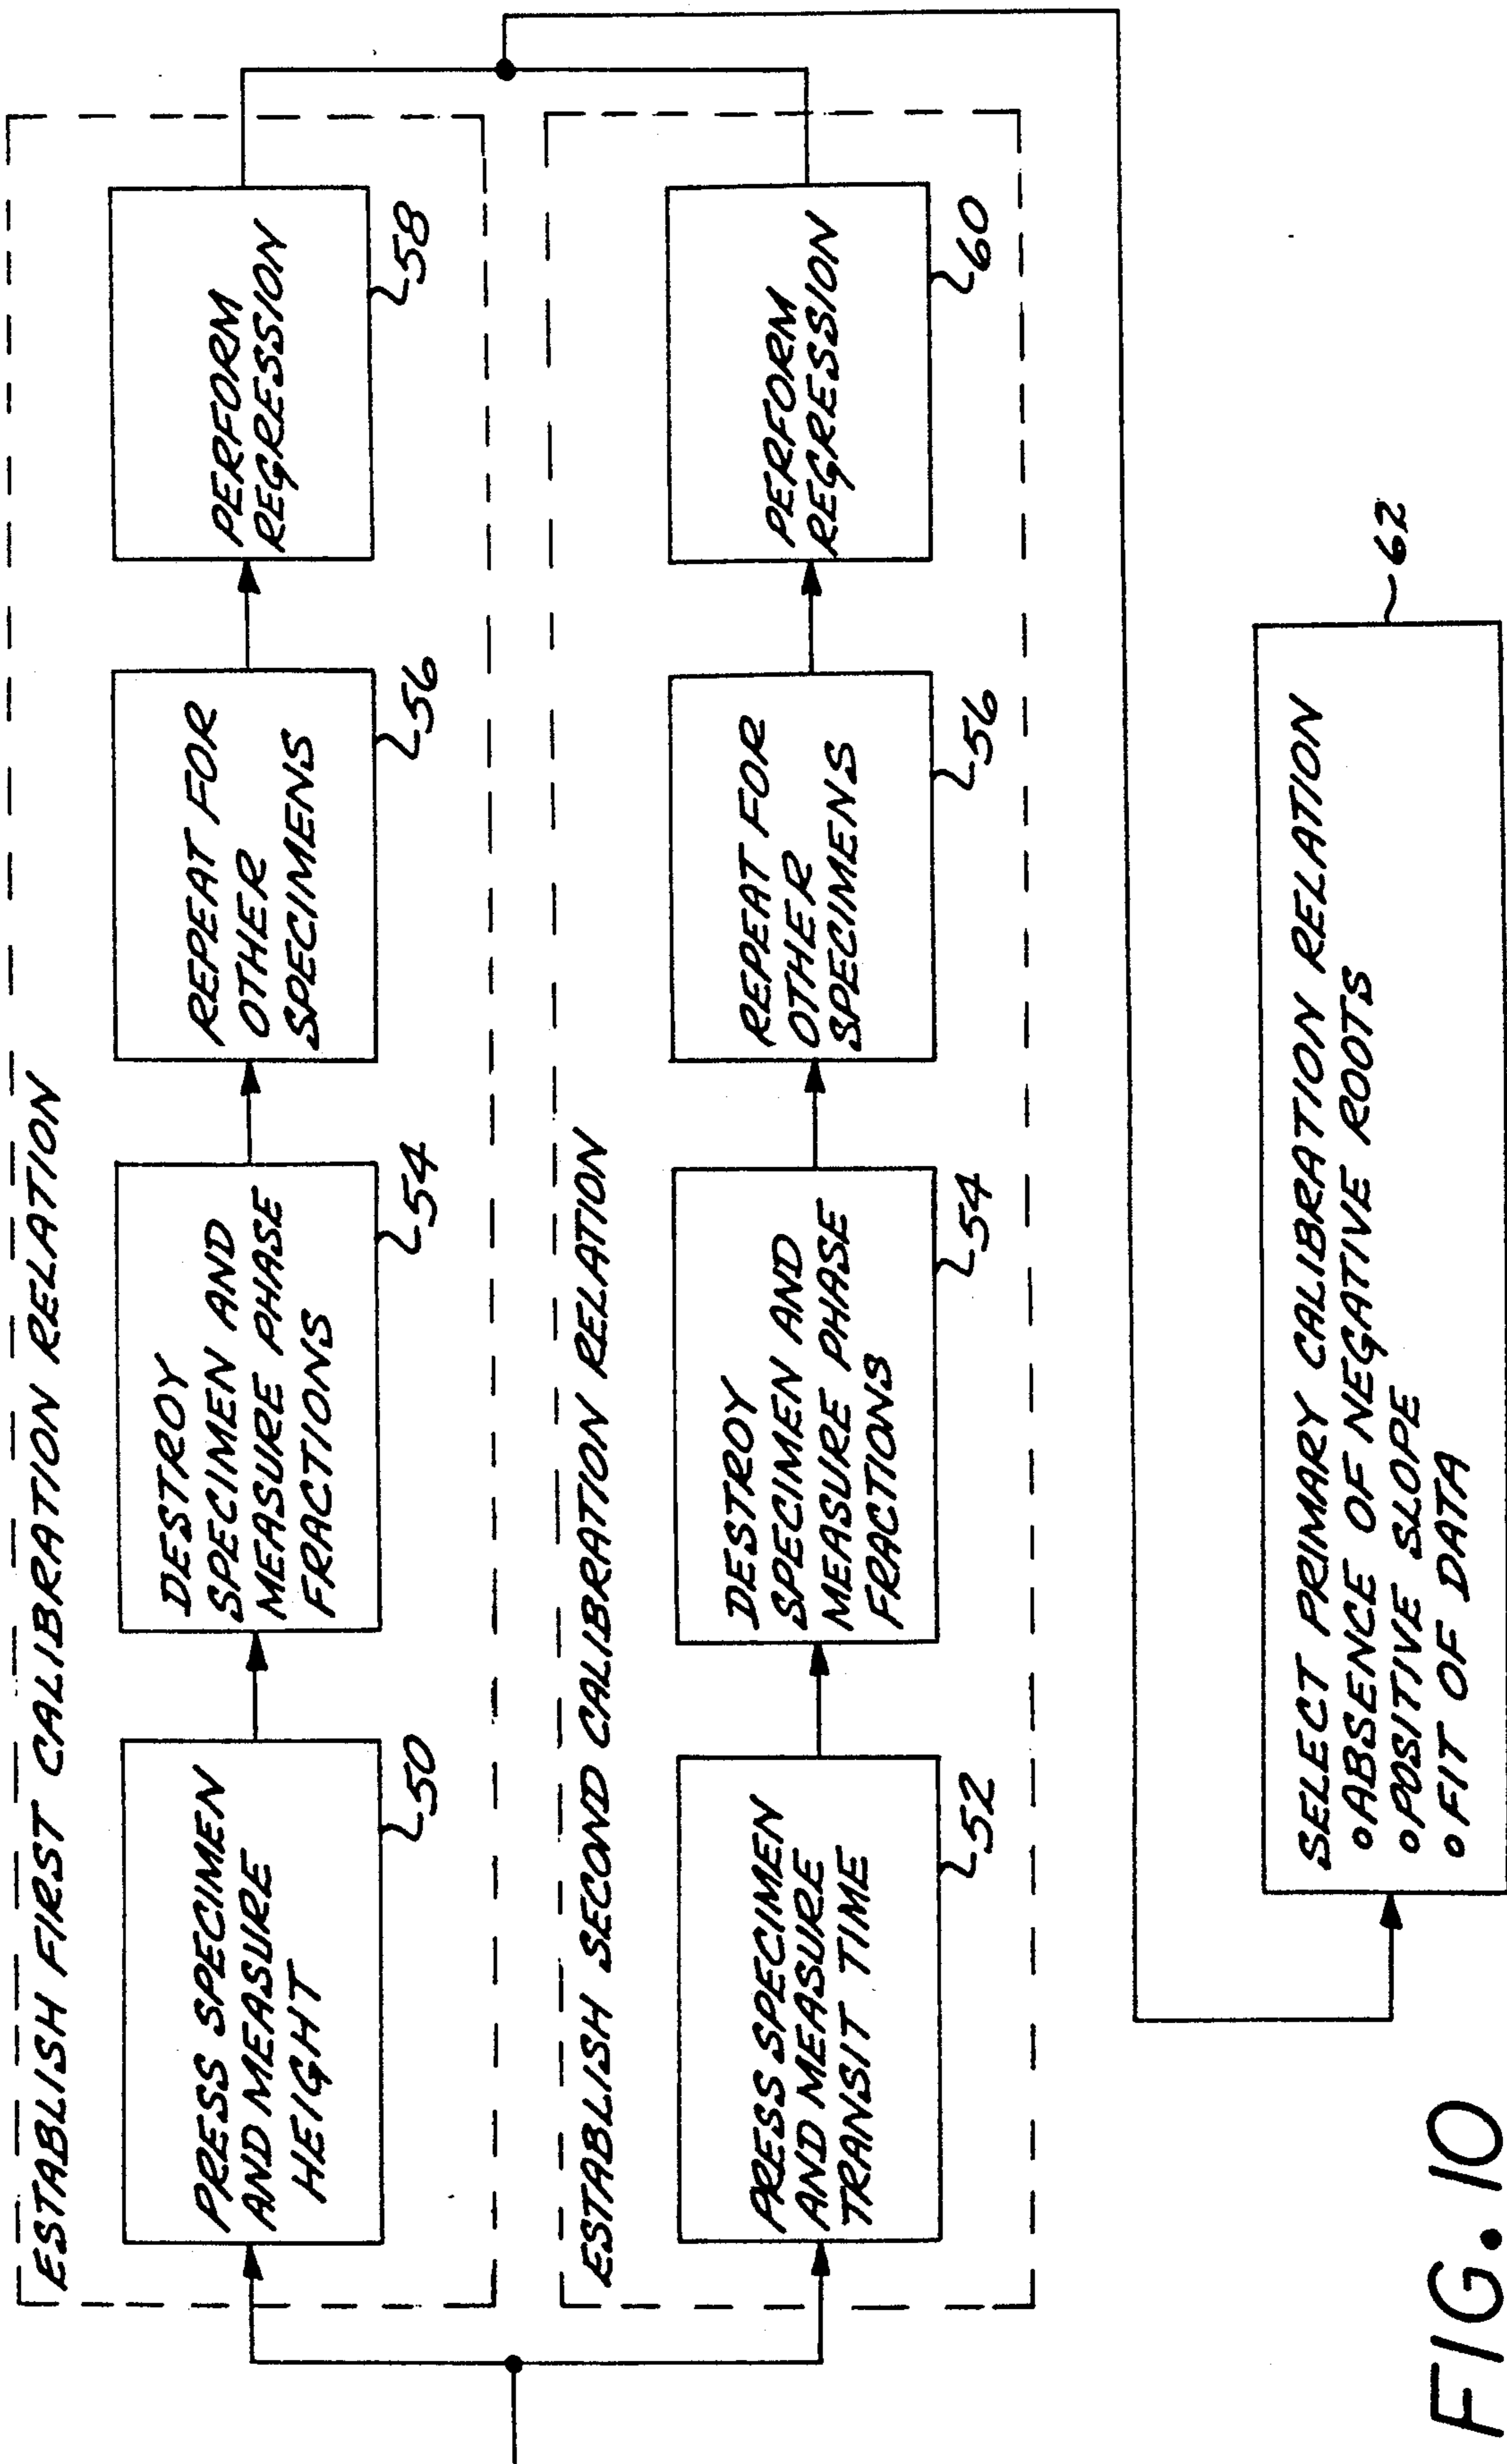 ESTABLISH FIRST CALIBRATION RELATION
PRESS SPECIMEN
AND MEASURE
HEIGHT
50
DESTROY
SPECIMEN AND
MEASURE PHASE
FRACTIONS
54
REPEAT FOR
OTHER
SPECIMENS
56
PERFORM
REGRESSION
58
ESTABLISH SECOND CALIBRATION RELATION
PRESS SPECIMEN
AND MEASURE
TRANSIT TIME
52
DESTROY
SPECIMEN AND
MEASURE PHASE
FRACTIONS
54
REPEAT FOR
OTHER
SPECIMENS
56
PERFORM
REGRESSION
60
SELECT PRIMARY CALIBRATION RELATION
o ABSENCE OF NEGATIVE ROOTS
o POSITIVE SLOPE
o FIT OF DATA
62
FIG. 10